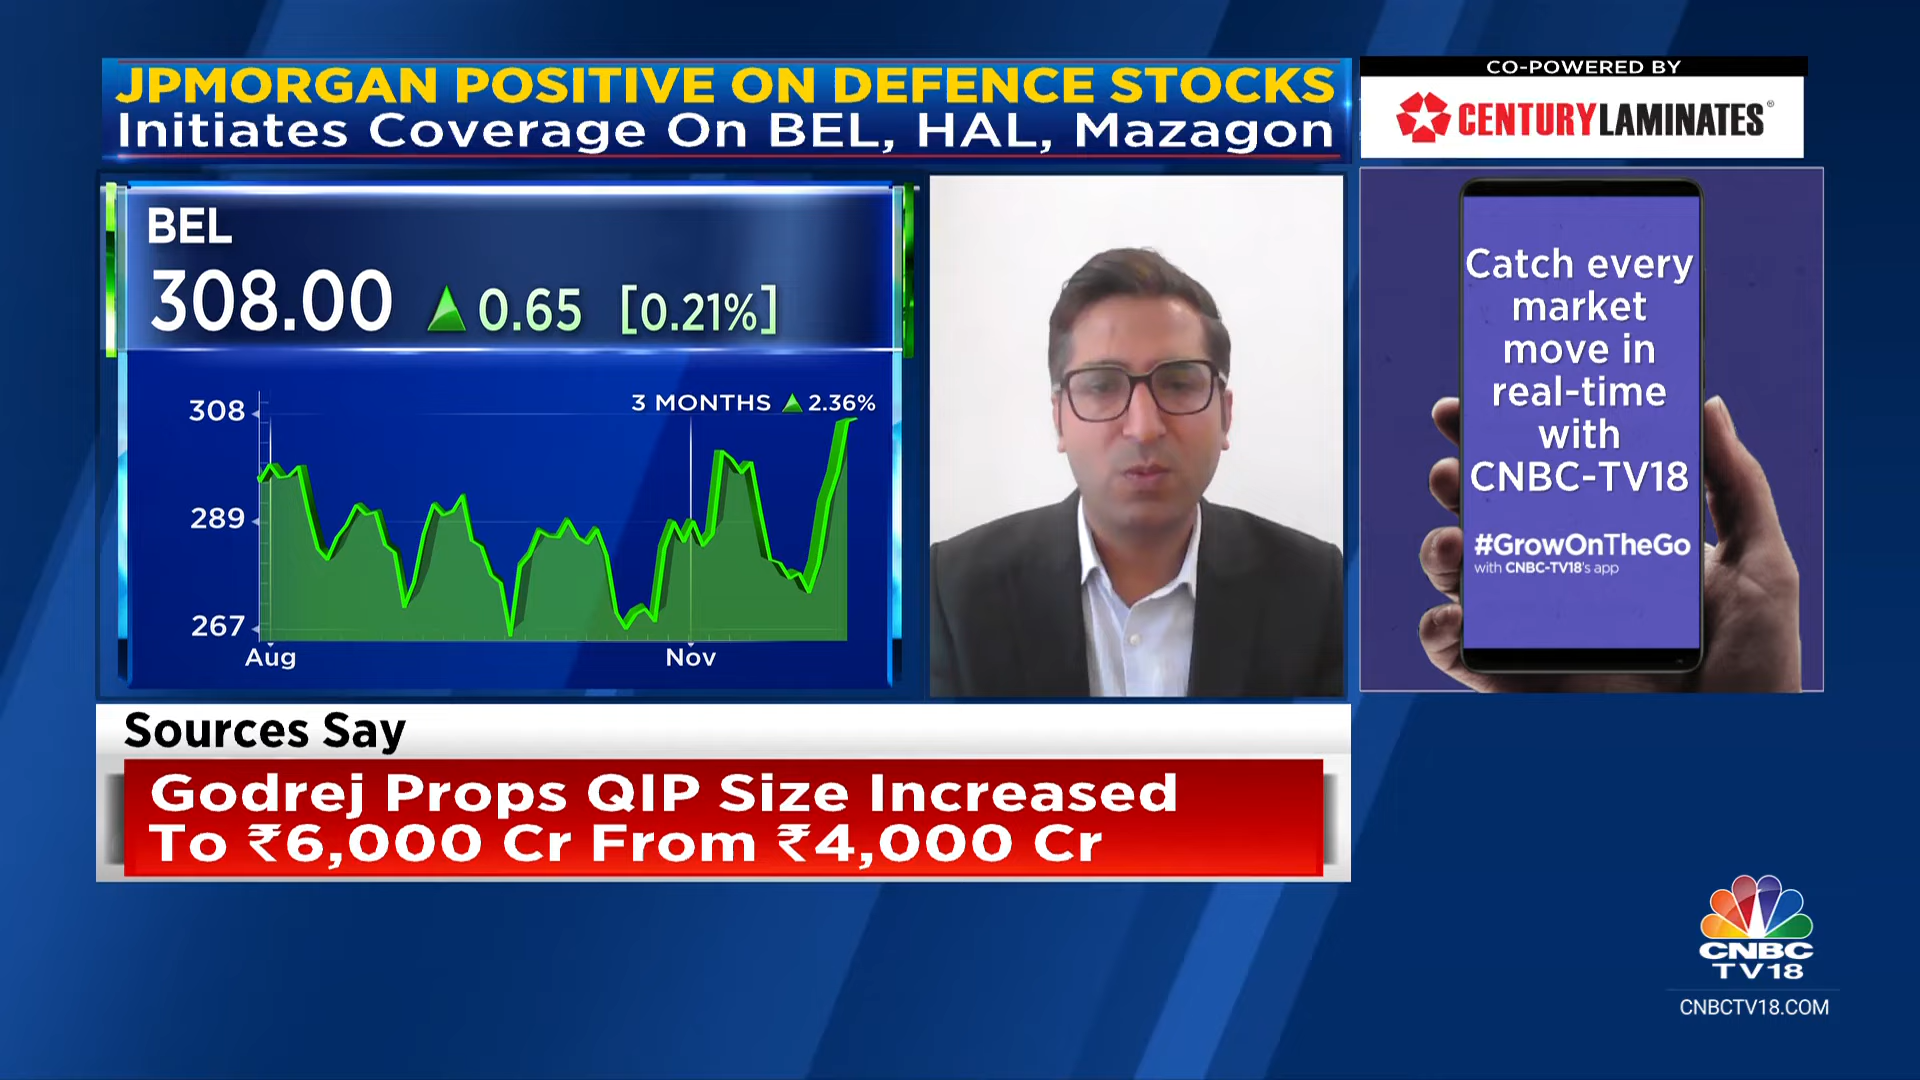 JPMORGAN POSITIVE ON DEFENCE STOCKS
Initiates Coverage On BEL, HAL, Mazagon
CO-POWERED BY
CENTURYLAMINATES®
BEL
308.00 ▲ 0.65 [0.21%]
3 MONTHS ▲ 2.36%
308
289
267
Aug Nov
Catch every
market
move in
real-time
with
CNBC-TV18
#GrowOnTheGo
with CNBC-TV18's app
Sources Say
Godrej Props QIP Size Increased
To ₹6,000 Cr From ₹4,000 Cr
CNBC
TV18
CNBCTV18.COM